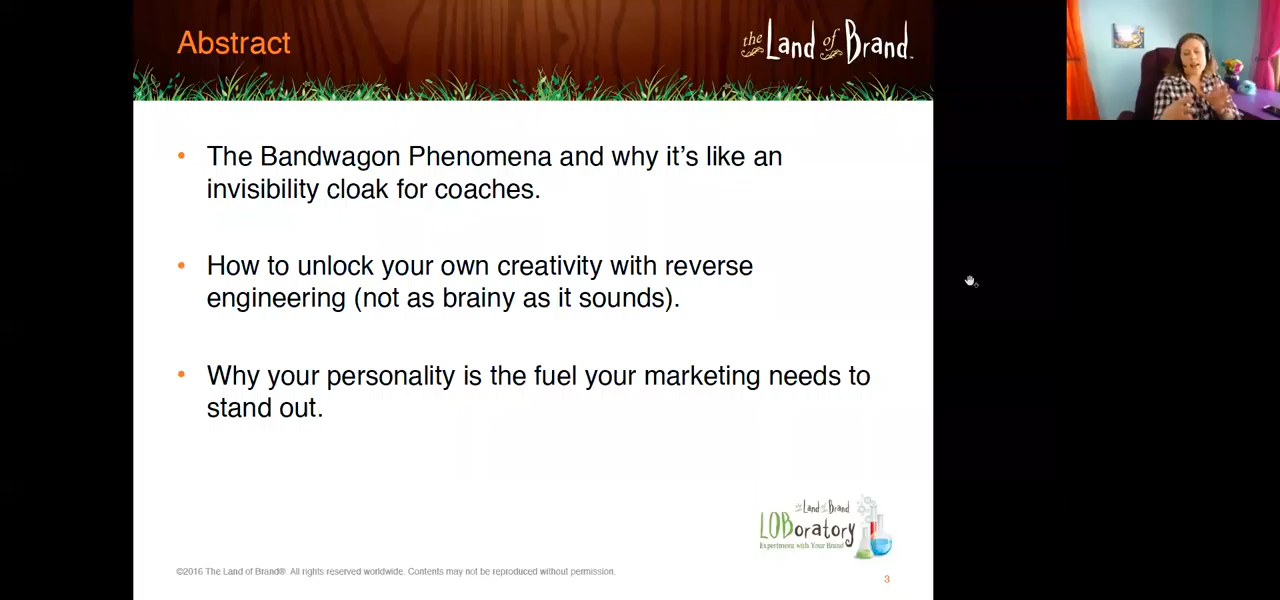 Abstract
the Land of Brand™
• The Bandwagon Phenomena and why it's like an
invisibility cloak for coaches.
• How to unlock your own creativity with reverse
engineering (not as brainy as it sounds).
• Why your personality is the fuel your marketing needs to
stand out.
the Land of Brand
LOBoratory
Experiment with Your Brand
©2016 The Land of Brand®. All rights reserved worldwide. Contents may not be reproduced without permission.
3